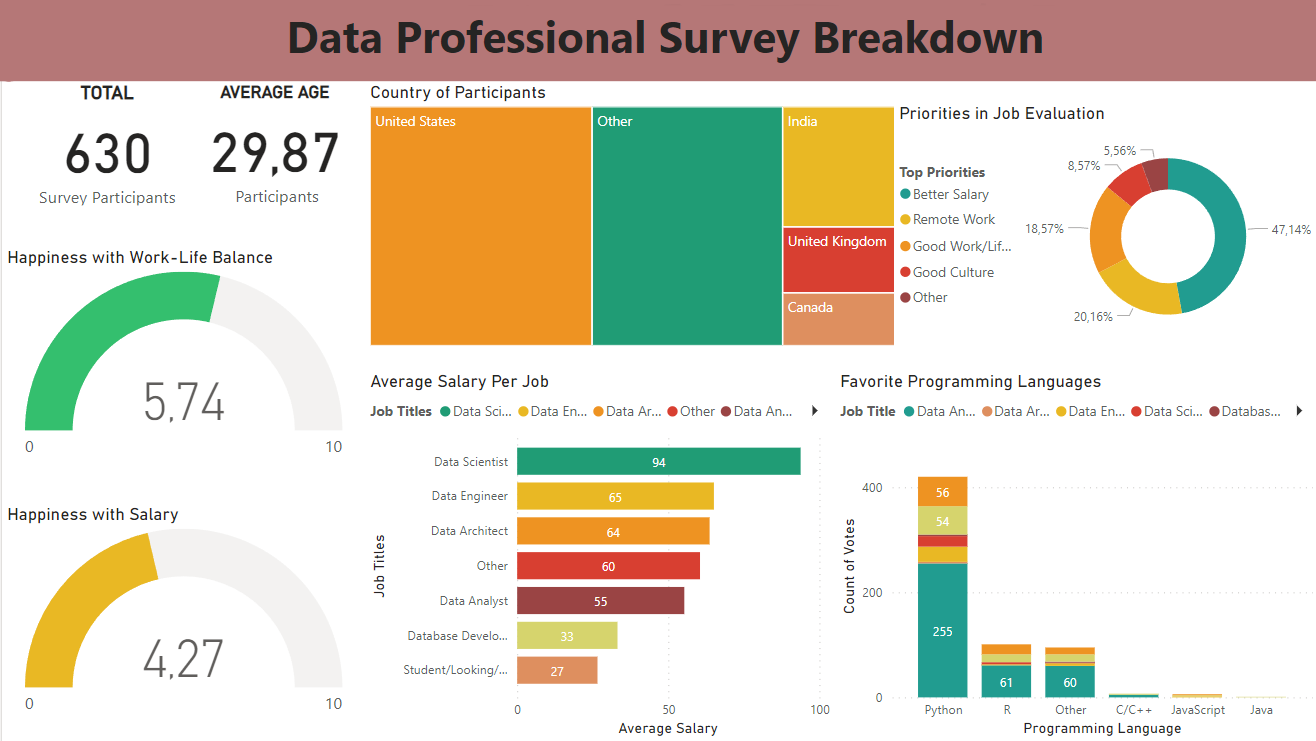 Data Professional Survey Breakdown
TOTAL
630
Survey Participants
AVERAGE AGE
29,87
Participants
Happiness with Work-Life Balance
5,74
0
10
Happiness with Salary
4,27
0
10
Country of Participants
United States
Other
India
United Kingdom
Canada
Priorities in Job Evaluation
Top Priorities
Better Salary
Remote Work
Good Work/Lif...
Good Culture
Other
5,56%
8,57%
18,57%
20,16%
47,14%
Average Salary Per Job
Job Titles Data Sci... Data En... Data Ar... Other Data An...
Job Titles
Data Scientist 94
Data Engineer 65
Data Architect 64
Other 60
Data Analyst 55
Database Develo... 33
Student/Looking/... 27
0 50 100
Average Salary
Favorite Programming Languages
Job Title Data An... Data Ar... Data En... Data Sci... Databas...
Count of Votes
400
200
0
56
54
255
61
60
Python R Other C/C++ JavaScript Java
Programming Language